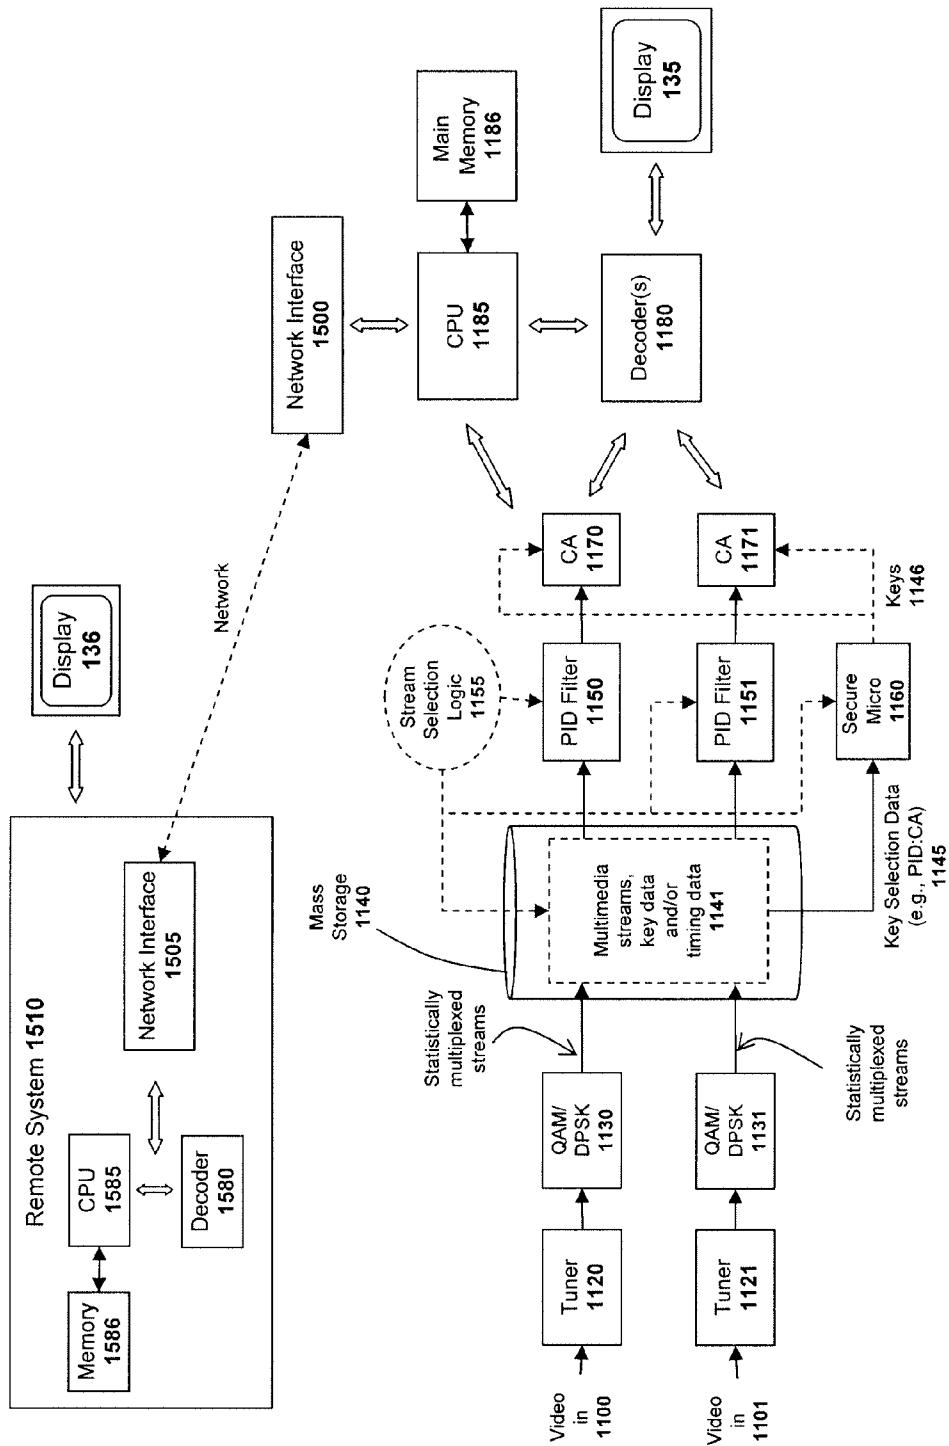 Remote System 1510
Memory
1586
CPU
1585
Decoder
1580
Network Interface
1505
Display
136
Network
Network Interface
1500
CPU
1185
Main
Memory
1186
Decoder(s)
1180
Display
135
Video
in
1100
Tuner
1120
QAM/
DPSK
1130
Statistically
multiplexed
streams
Mass
Storage
1140
Multimedia
streams,
key data
and/or
timing data
1141
Stream
Selection
Logic
1155
PID Filter
1150
CA
1170
Video
in
1101
Tuner
1121
QAM/
DPSK
1131
Statistically
multiplexed
streams
PID Filter
1151
CA
1171
Key Selection Data
(e.g., PID:CA)
1145
Secure
Micro
1160
Keys
1146